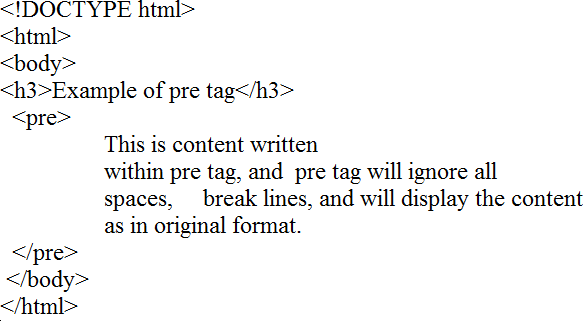 <!DOCTYPE html>
<html>
<body>
<h3>Example of pre tag</h3>
  <pre>
                This is content written
                within pre tag, and  pre tag will ignore all
                spaces,     break lines, and will display the content
                as in original format.
  </pre>
 </body>
</html>